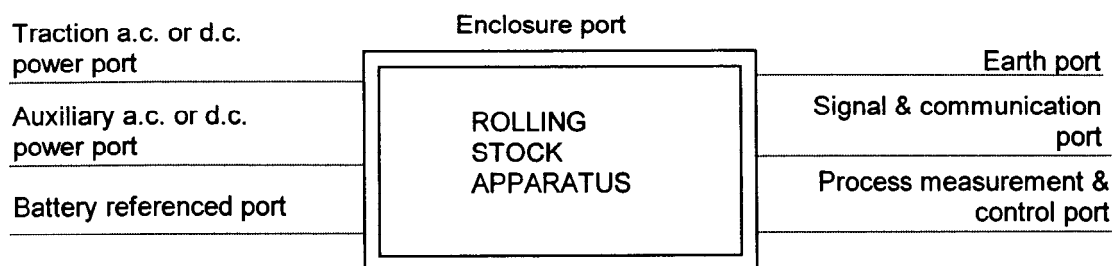 Enclosure port
Traction a.c. or d.c.
power port
Auxiliary a.c. or d.c.
power port
Battery referenced port
ROLLING
STOCK
APPARATUS
Earth port
Signal & communication
port
Process measurement &
control port